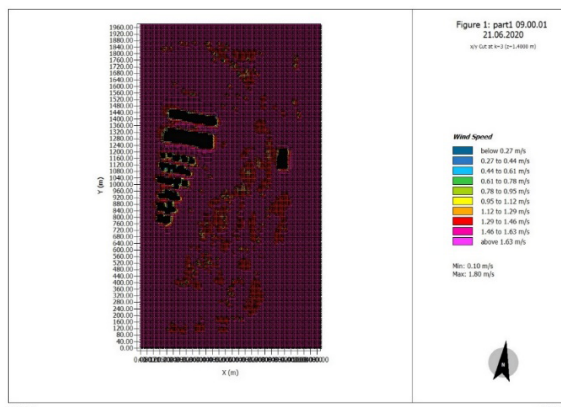 Figure 1: part1 09.00.01
21.06.2020
x/y Cut at k=3 (z=1.4000 m)
1960.00
1920.00
1880.00
1840.00
1800.00
1760.00
1720.00
1680.00
1640.00
1600.00
1560.00
1520.00
1480.00
1440.00
1400.00
1360.00
1320.00
1280.00
1240.00
1200.00
1160.00
1120.00
1080.00
1040.00
1000.00
960.00
920.00
880.00
840.00
800.00
760.00
720.00
680.00
640.00
600.00
560.00
520.00
480.00
440.00
400.00
360.00
320.00
280.00
240.00
200.00
160.00
120.00
80.00
40.00
0.00
Y (m)
X (m)
Wind Speed
below 0.27 m/s
0.27 to 0.44 m/s
0.44 to 0.61 m/s
0.61 to 0.78 m/s
0.78 to 0.95 m/s
0.95 to 1.12 m/s
1.12 to 1.29 m/s
1.29 to 1.46 m/s
1.46 to 1.63 m/s
above 1.63 m/s
Min: 0.10 m/s
Max: 1.80 m/s
N